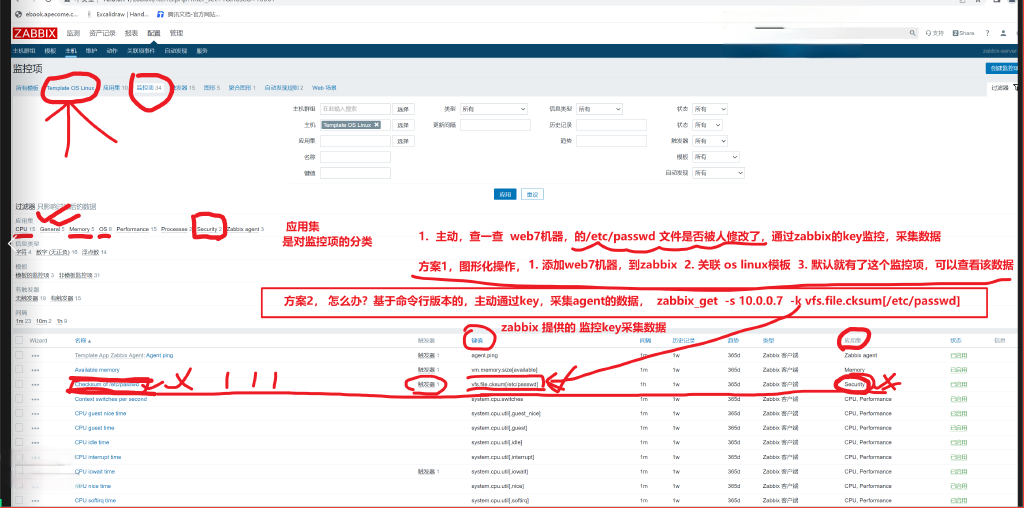 ebook.apecome.c... Excalidraw | Hand... 腾讯文档-官方网站...
ZABBIX 监测 资产记录 报表 配置 管理 支持 Share ?
主机群组 模板 主机 维护 动作 关联项事件 自动发现 服务 zabbix-server
监控项 创建监控项
所有模板 Template OS Linux 应用集 10 监控项 34 触发器 15 图形 5 聚合图形 1 自动发现规则 2 Web 场景 过滤器
主机群组 在此输入搜索 选择 类型 所有 信息类型 所有 状态 所有
主机 Template OS Linux 选择 更新间隔 历史记录 状态 所有
应用集 选择 趋势 触发器 所有
名称 模板 所有
键值 自动发现 所有
应用 重设
过滤器 只影响过滤后的数据
应用集
CPU 15 General 5 Memory 5 OS 8 Performance 15 Processes 2 Security 2 Zabbix agent 3
应用集
是对监控项的分类
1. 主动，查一查 web7机器，的/etc/passwd 文件是否被人修改了，通过zabbix的key监控，采集数据
信息类型
字符 4 数字 (无正负) 10 浮点数 14
方案1，图形化操作，1. 添加web7机器，到zabbix 2. 关联 os linux模板 3. 默认就有了这个监控项，可以查看该数据
模板
模板的监控项 3 非模板监控项 31
有触发器
无触发器 19 有触发器 15
方案2， 怎么办？基于命令行版本的，主动通过key，采集agent的数据， zabbix_get -s 10.0.0.7 -k vfs.file.cksum[/etc/passwd]
间隔
1m 23 10m 2 1h 9
zabbix 提供的 监控key采集数据
Wizard 名称 触发器 键值 间隔 历史记录 趋势 类型 应用集 状态 信息
Template App Zabbix Agent: Agent ping 触发器 1 agent.ping 1m 1w 365d Zabbix 客户端 Zabbix agent 已启用
Available memory 触发器 1 vm.memory.size[available] 1m 1w 365d Zabbix 客户端 Memory 已启用
Checksum of /etc/passwd 触发器 1 vfs.file.cksum[/etc/passwd] 1h 1w 365d Zabbix 客户端 Security 已启用
Context switches per second system.cpu.switches 1m 1w 365d Zabbix 客户端 CPU, Performance 已启用
CPU guest nice time system.cpu.util[,guest_nice] 1m 1w 365d Zabbix 客户端 CPU, Performance 已启用
CPU guest time system.cpu.util[,guest] 1m 1w 365d Zabbix 客户端 CPU, Performance 已启用
CPU idle time system.cpu.util[,idle] 1m 1w 365d Zabbix 客户端 CPU, Performance 已启用
CPU interrupt time system.cpu.util[,interrupt] 1m 1w 365d Zabbix 客户端 CPU, Performance 已启用
CPU iowait time 触发器 1 system.cpu.util[,iowait] 1m 1w 365d Zabbix 客户端 CPU, Performance 已启用
CPU nice time system.cpu.util[,nice] 1m 1w 365d Zabbix 客户端 CPU, Performance 已启用
CPU softirq time system.cpu.util[,softirq] 1m 1w 365d Zabbix 客户端 CPU, Performance 已启用